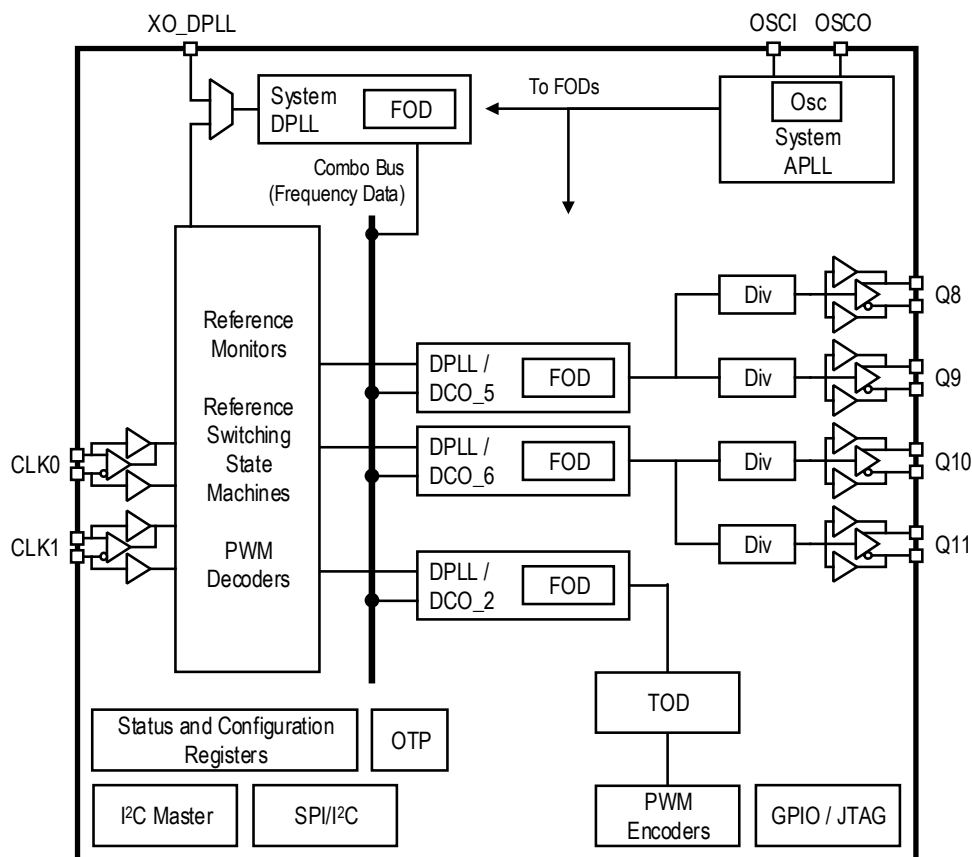 XO_DPLL
OSCI
OSCO
System
DPLL
FOD
To FODs
Osc
System
APLL
Combo Bus
(Frequency Data)
Reference
Monitors
Reference
Switching
State
Machines
PWM
Decoders
CLK0
CLK1
DPLL /
DCO_5
FOD
DPLL /
DCO_6
FOD
DPLL /
DCO_2
FOD
Div
Q8
Div
Q9
Div
Q10
Div
Q11
TOD
Status and Configuration
Registers
OTP
I²C Master
SPI/I²C
PWM
Encoders
GPIO / JTAG